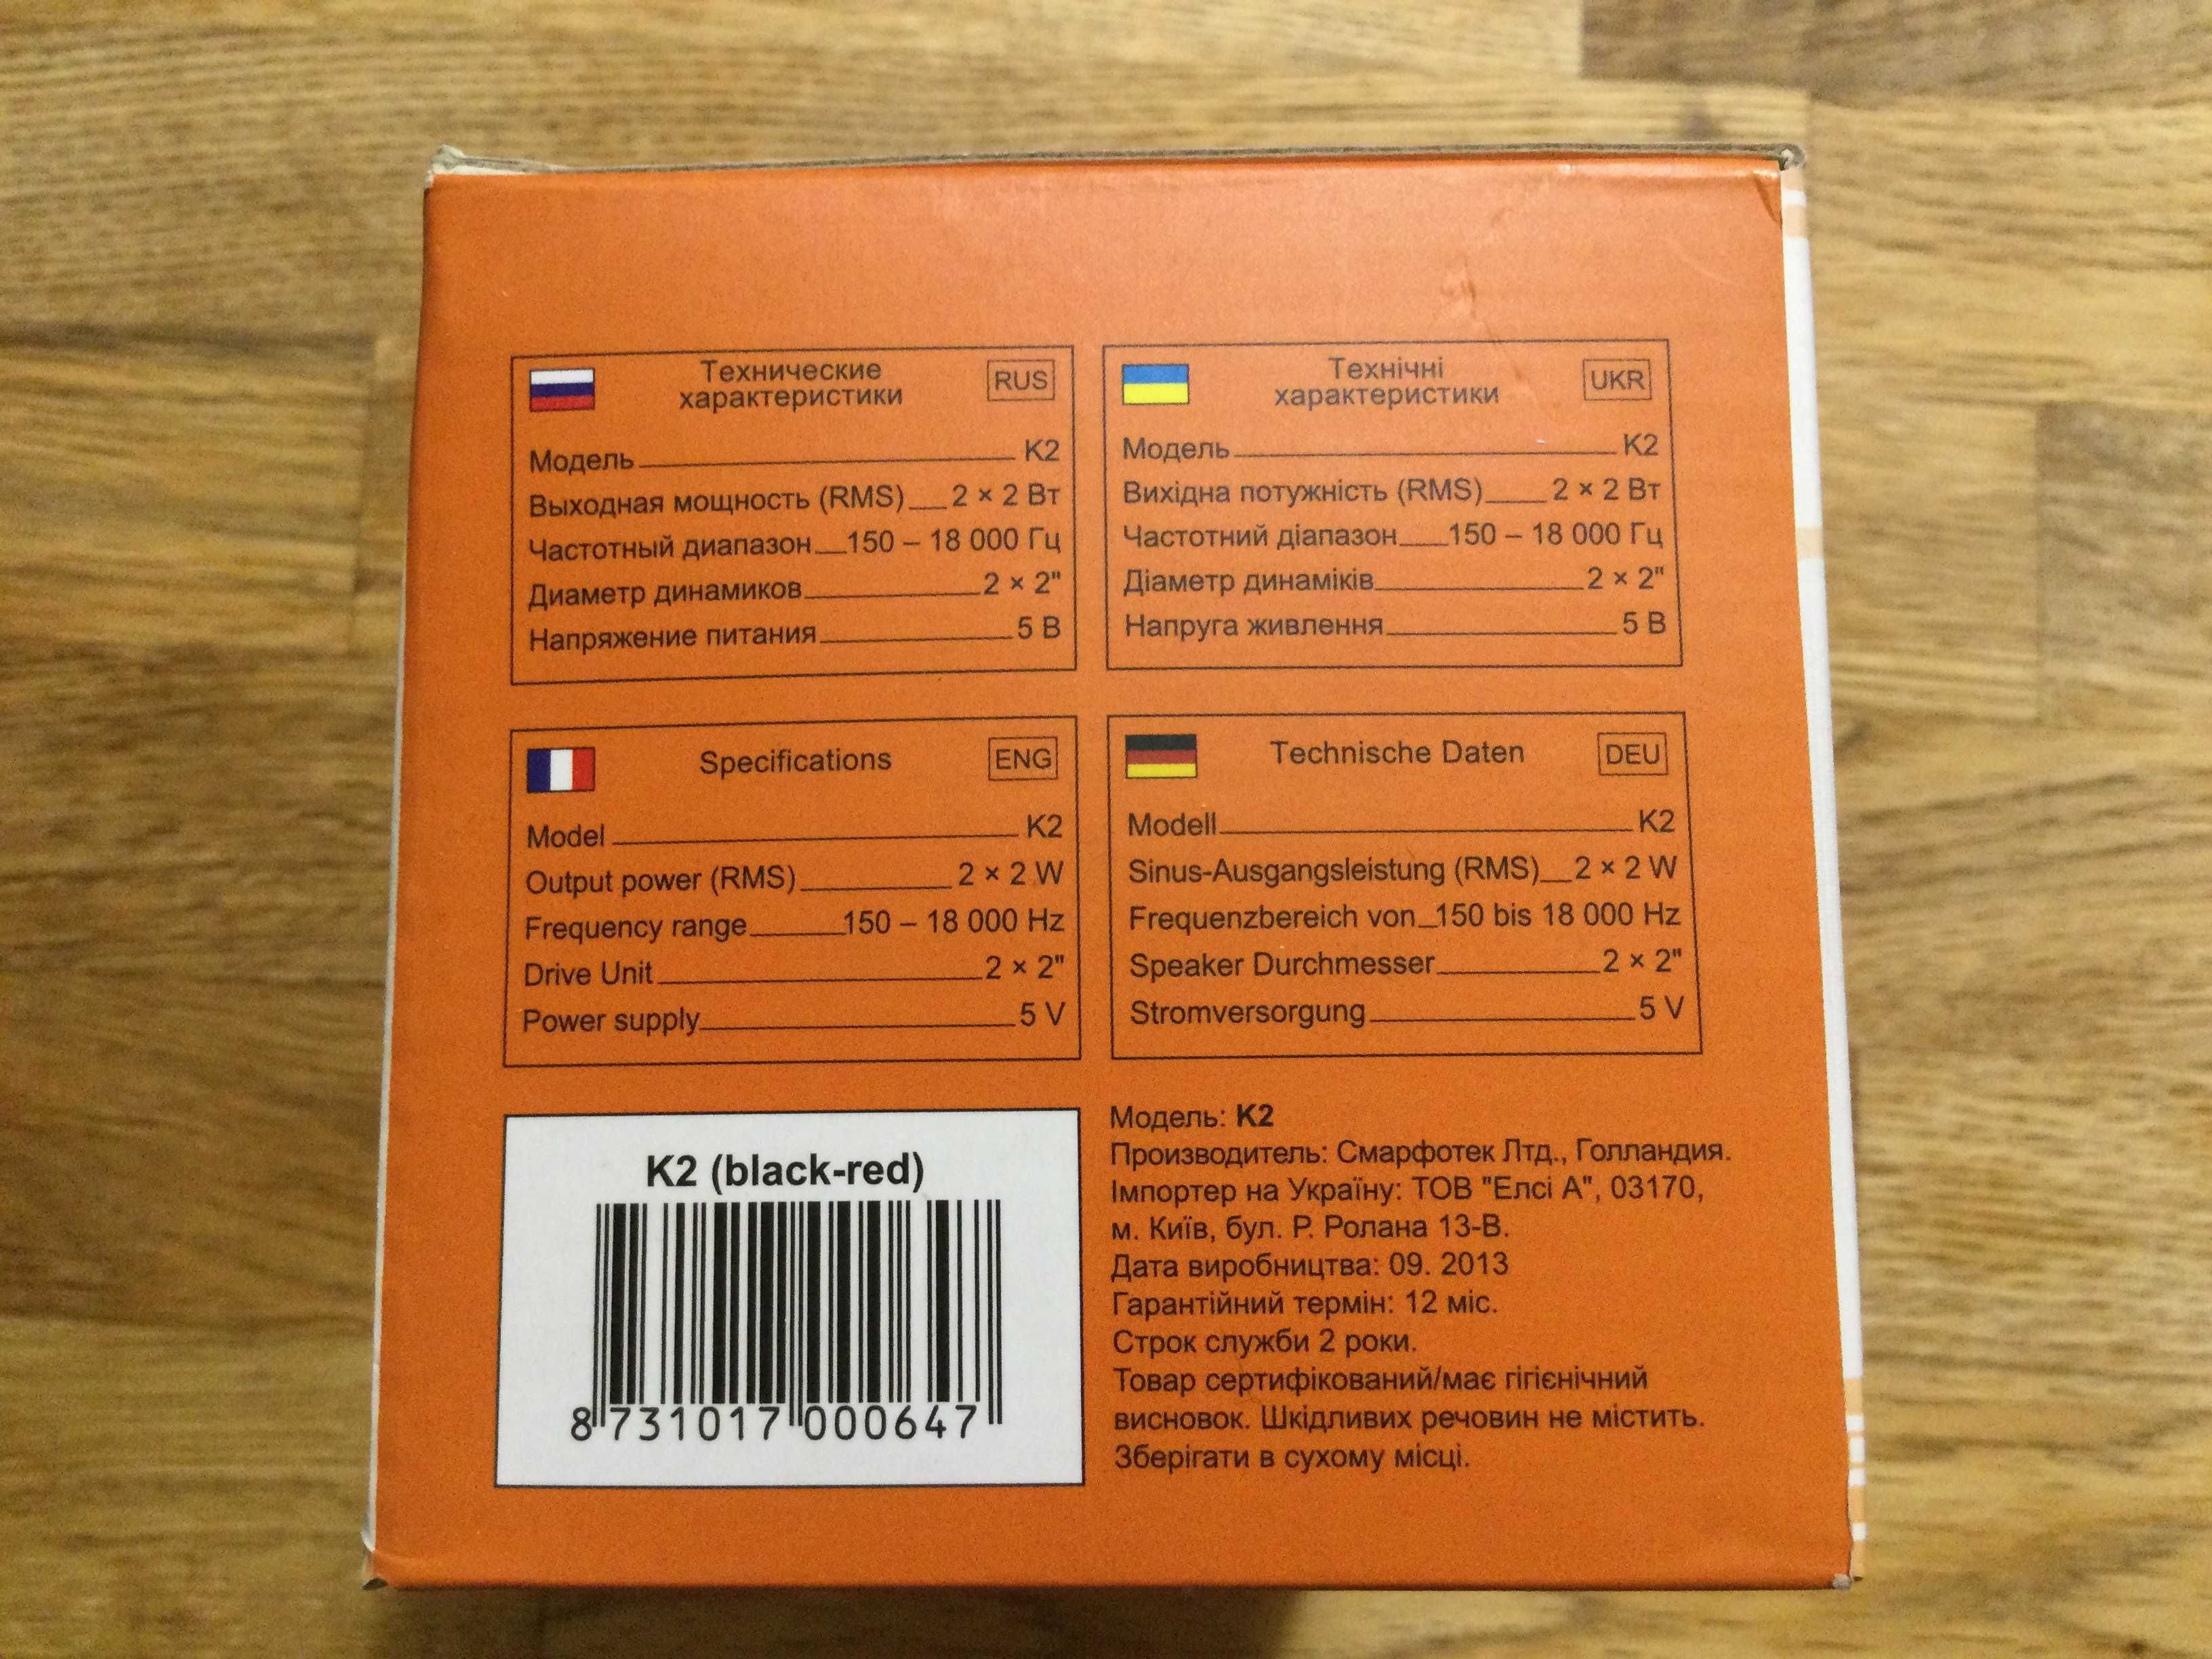 Технические
характеристики
RUS
Модель K2
Выходная мощность (RMS) 2 × 2 Вт
Частотный диапазон 150 – 18 000 Гц
Диаметр динамиков 2 × 2"
Напряжение питания 5 В
Технічні
характеристики
UKR
Модель K2
Вихідна потужність (RMS) 2 × 2 Вт
Частотний діапазон 150 – 18 000 Гц
Діаметр динаміків 2 × 2"
Напруга живлення 5 В
Specifications
ENG
Model K2
Output power (RMS) 2 × 2 W
Frequency range 150 – 18 000 Hz
Drive Unit 2 × 2"
Power supply 5 V
Technische Daten
DEU
Modell K2
Sinus-Ausgangsleistung (RMS) 2 × 2 W
Frequenzbereich von 150 bis 18 000 Hz
Speaker Durchmesser 2 × 2"
Stromversorgung 5 V
K2 (black-red)
8 731017 000647
Модель: K2
Производитель: Смарфотек Лтд., Голландия.
Імпортер на Україну: ТОВ "Елсі А", 03170,
м. Київ, бул. Р. Ролана 13-В.
Дата виробництва: 09. 2013
Гарантійний термін: 12 міс.
Строк служби 2 роки.
Товар сертифікований/має гігієнічний
висновок. Шкідливих речовин не містить.
Зберігати в сухому місці.